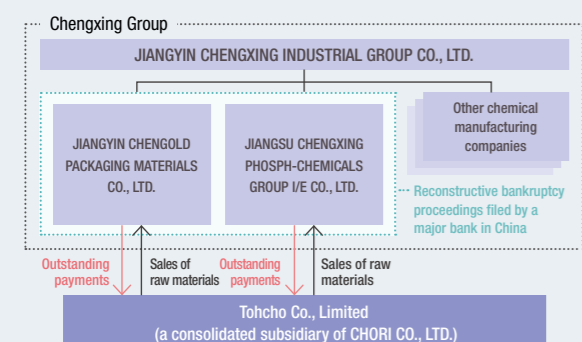 Chengxing Group
JIANGYIN CHENGXING INDUSTRIAL GROUP CO., LTD.
JIANGYIN CHENGOLD
PACKAGING MATERIALS
CO., LTD.
JIANGSU CHENGXING
PHOSPH-CHEMICALS
GROUP I/E CO., LTD.
Other chemical
manufacturing
companies
Reconstructive bankruptcy
proceedings filed by a
major bank in China
Outstanding
payments
Sales of
raw materials
Outstanding
payments
Sales of raw
materials
Tohcho Co., Limited
(a consolidated subsidiary of CHORI CO., LTD.)